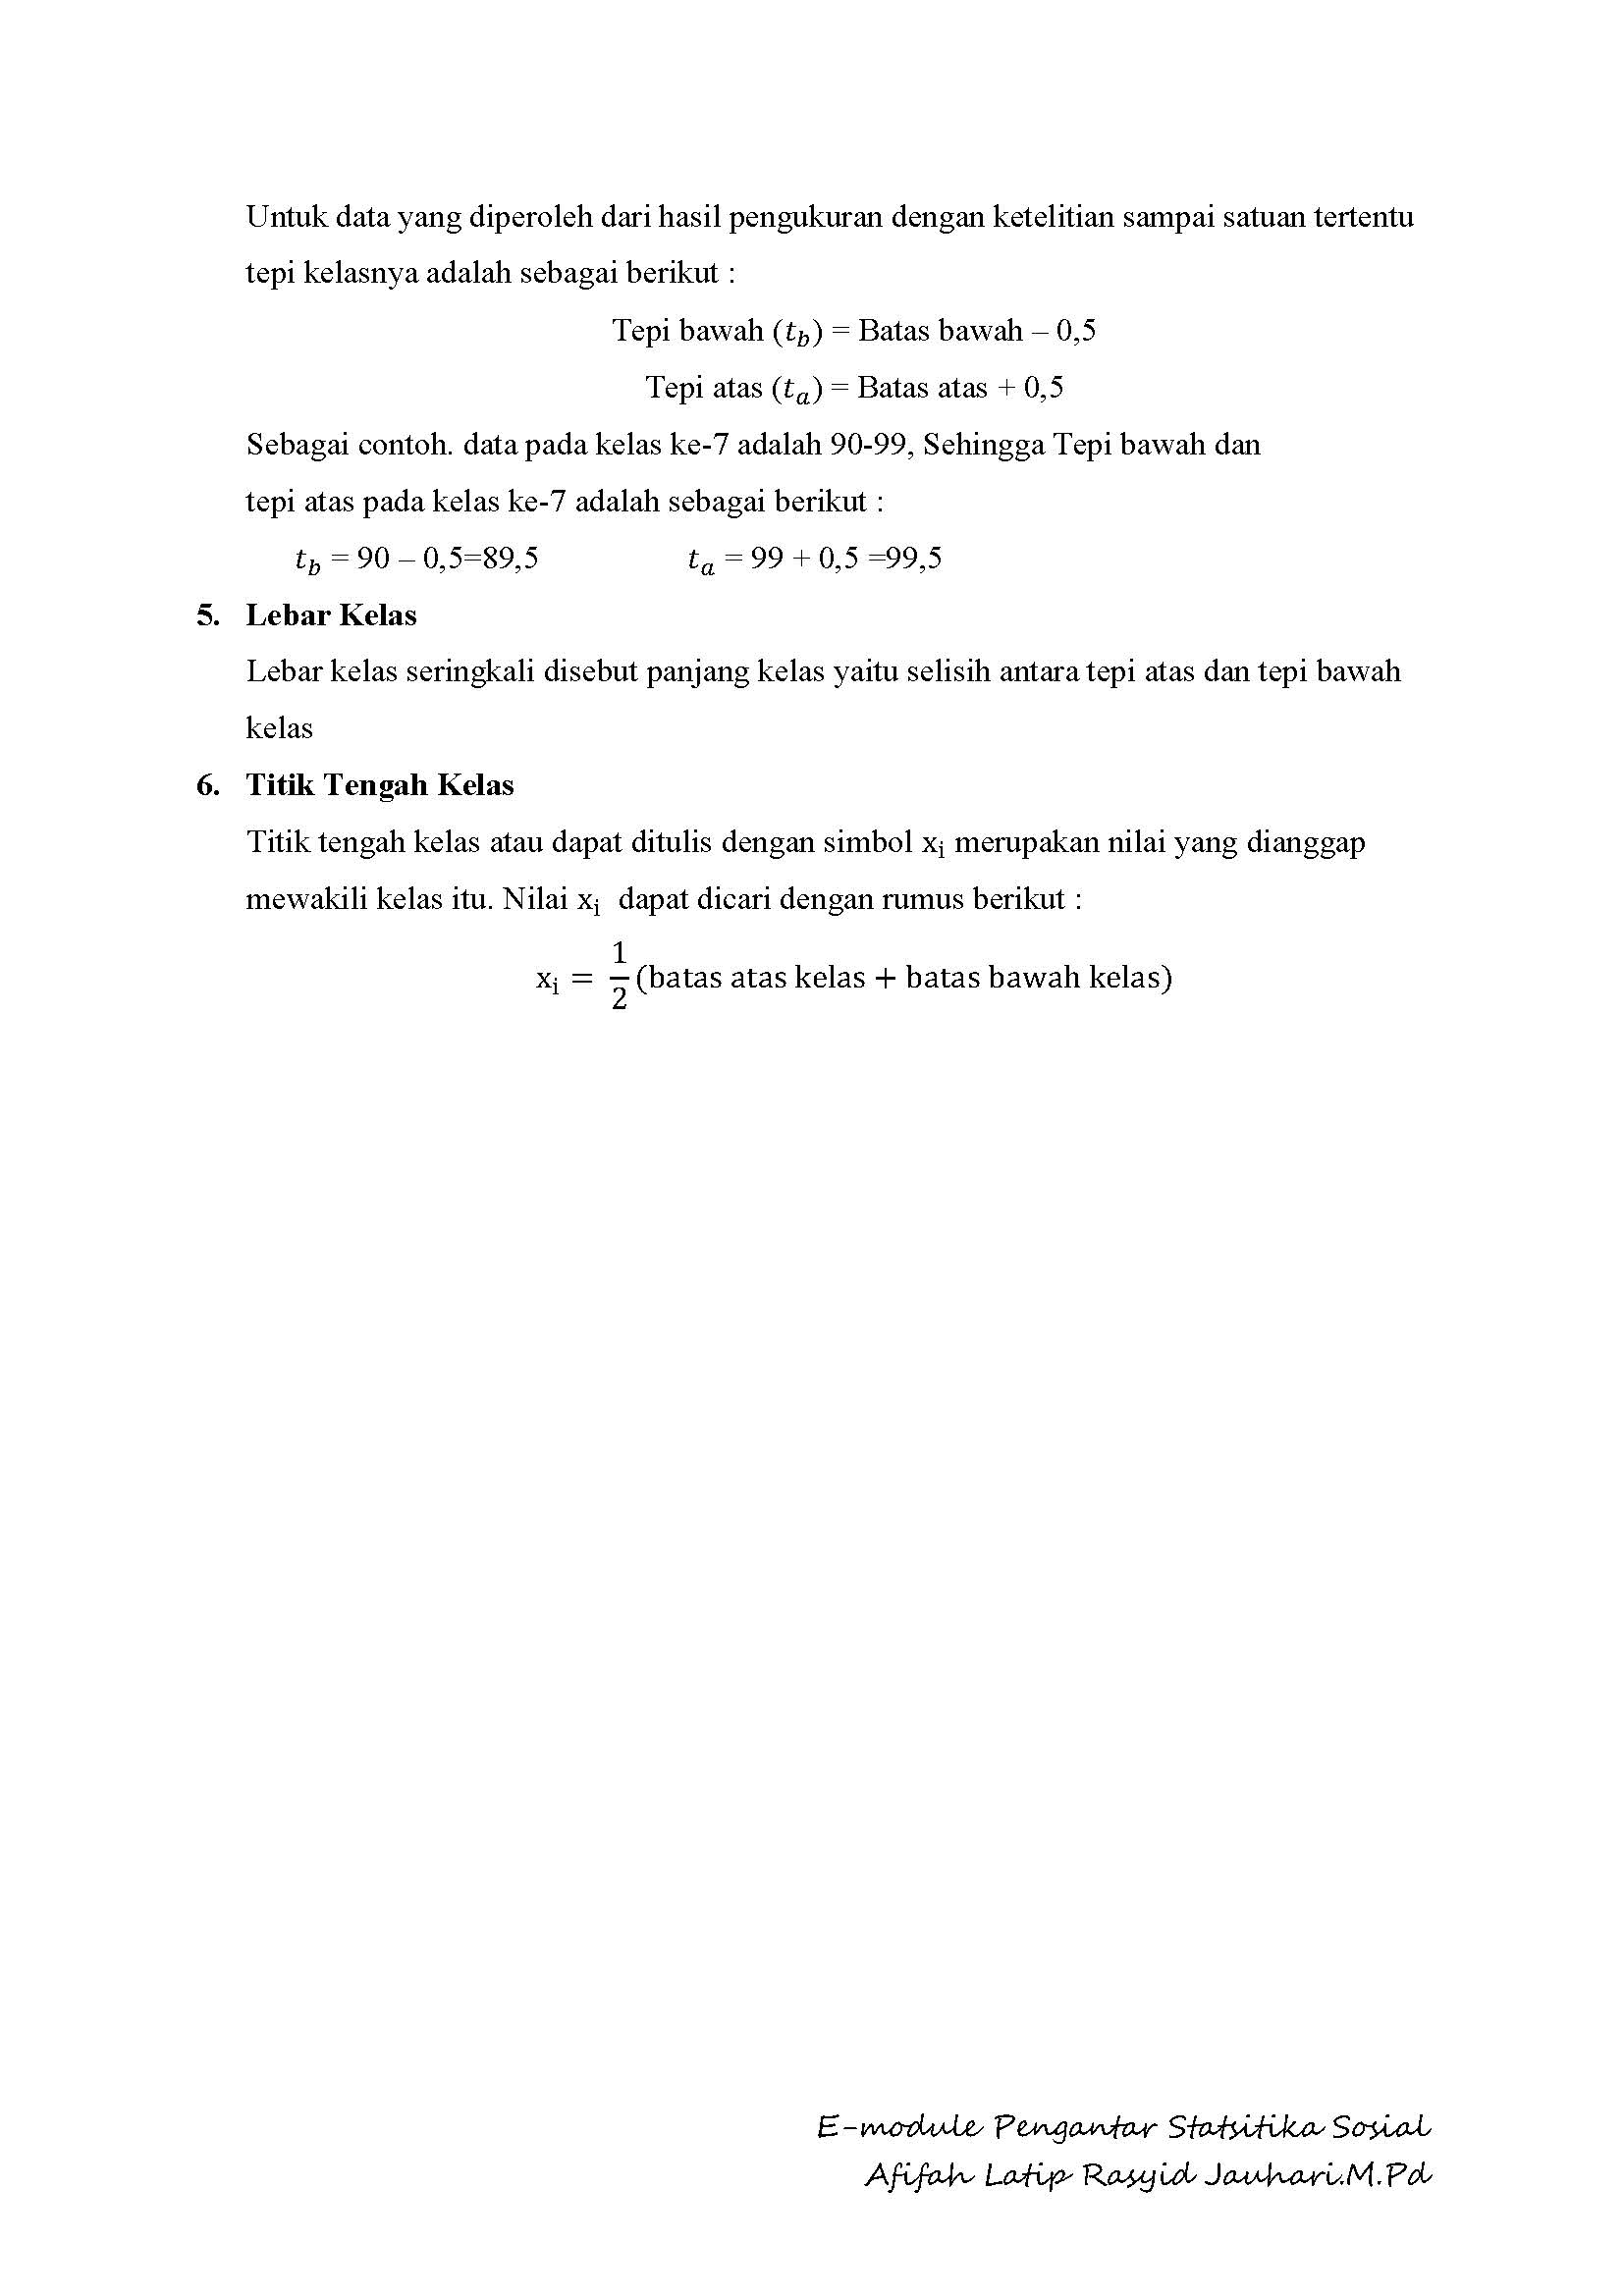 Untuk data yang diperoleh dari hasil pengukuran dengan ketelitian sampai satuan tertentu
tepi kelasnya adalah sebagai berikut :
Tepi bawah (t_b) = Batas bawah – 0,5
Tepi atas (t_a) = Batas atas + 0,5
Sebagai contoh. data pada kelas ke-7 adalah 90-99, Sehingga Tepi bawah dan
tepi atas pada kelas ke-7 adalah sebagai berikut :
t_b = 90 – 0,5=89,5 t_a = 99 + 0,5 =99,5
5. Lebar Kelas
Lebar kelas seringkali disebut panjang kelas yaitu selisih antara tepi atas dan tepi bawah
kelas
6. Titik Tengah Kelas
Titik tengah kelas atau dapat ditulis dengan simbol x_i merupakan nilai yang dianggap
mewakili kelas itu. Nilai x_i dapat dicari dengan rumus berikut :
x_i = 1/2 (batas atas kelas + batas bawah kelas)
E-module Pengantar Statsitika Sosial
Afifah Latip Rasyid Jauhari.M.Pd